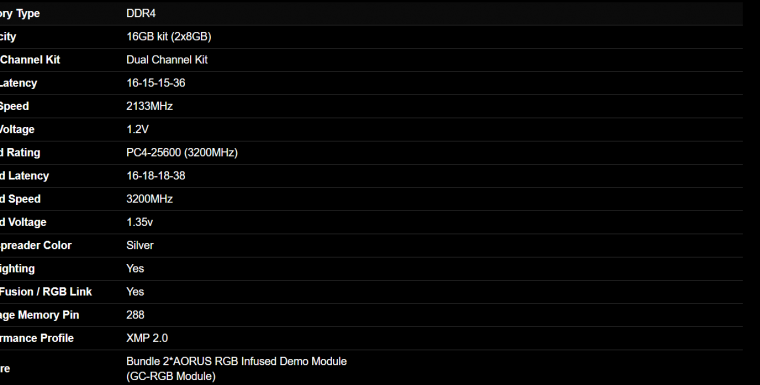 ory Type DDR4
city 16GB kit (2x8GB)
Channel Kit Dual Channel Kit
Latency 16-15-15-36
Speed 2133MHz
Voltage 1.2V
d Rating PC4-25600 (3200MHz)
d Latency 16-18-18-38
d Speed 3200MHz
d Voltage 1.35v
spreader Color Silver
ighting Yes
Fusion / RGB Link Yes
age Memory Pin 288
rmance Profile XMP 2.0
re Bundle 2*AORUS RGB Infused Demo Module
(GC-RGB Module)